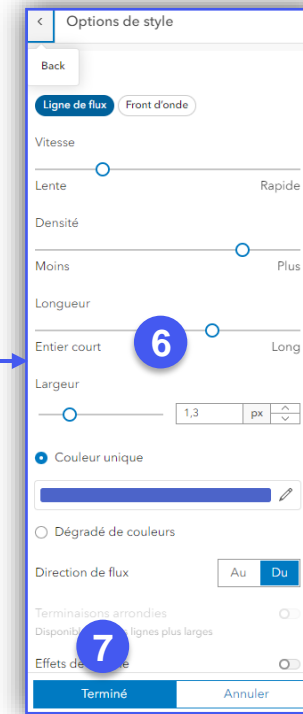 Options de style
Back
Ligne de flux Front d'onde
Vitesse
Lente Rapide
Densité
Moins Plus
Longueur
Entier court 6 Long
Largeur
1,3 px
Couleur unique
Dégradé de couleurs
Direction de flux Au Du
Terminaisons arrondies
lignes plus larges
7
Effets de
Terminé Annuler